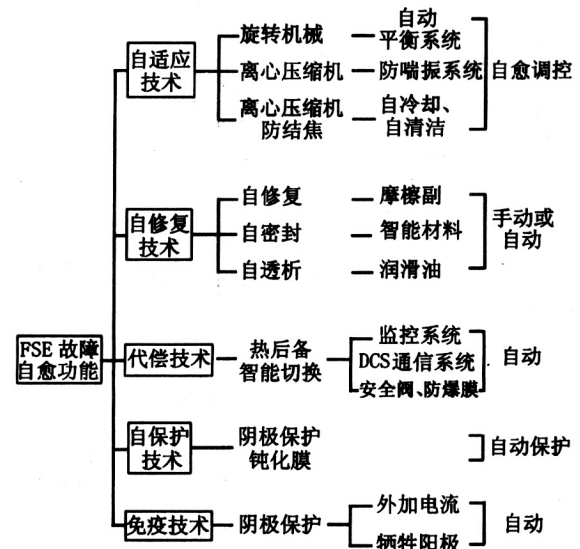 FSE 故障
自愈功能
自适应
技术
旋转机械
自动
平衡系统
离心压缩机
防喘振系统
离心压缩机
防结焦
自冷却、
自清洁
自愈调控
自修复
技术
自修复
摩檫副
自密封
智能材料
自透析
润滑油
手动或
自动
代偿技术
热后备
智能切换
监控系统
DCS通信系统
安全阀、防爆膜
自动
自保护
技术
阴极保护
钝化膜
自动保护
免疫技术
阴极保护
外加电流
牺牲阳极
自动